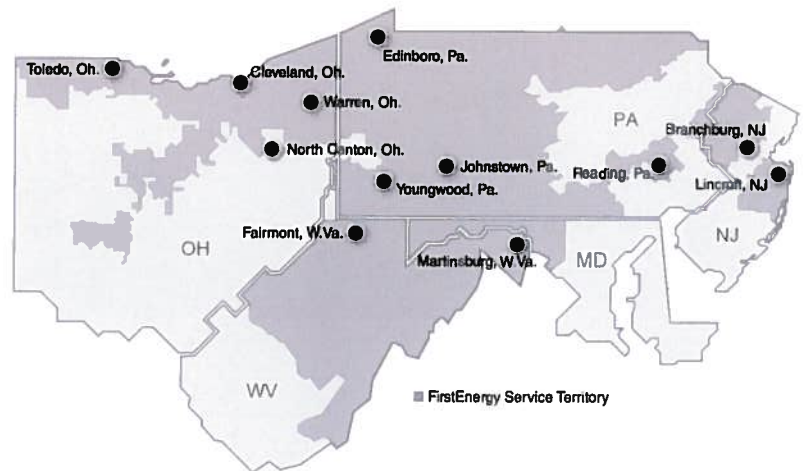 Edinboro, Pa.
Toledo, Oh.
Cleveland, Oh.
Warren, Oh.
PA
Branchburg, NJ
North Canton, Oh.
Johnstown, Pa.
Reading, Pa.
Youngwood, Pa.
Lincroft, NJ
Fairmont, W.Va.
NJ
OH
Martinsburg, W.Va.
MD
WV
FirstEnergy Service Territory